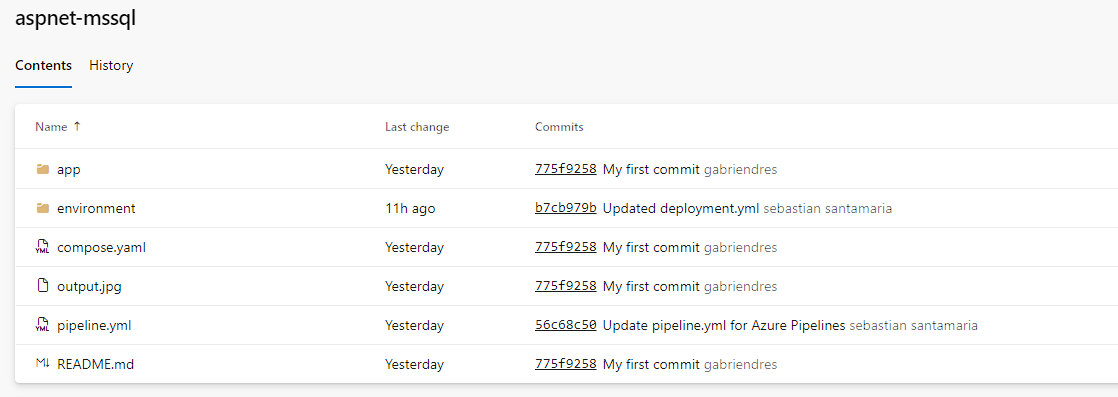 aspnet-mssql
Contents History
Name ↑ Last change Commits
app Yesterday 775f9258 My first commit gabriendres
environment 11h ago b7cb979b Updated deployment.yml sebastian santamaria
YML compose.yaml Yesterday 775f9258 My first commit gabriendres
output.jpg Yesterday 775f9258 My first commit gabriendres
YML pipeline.yml Yesterday 56c68c50 Update pipeline.yml for Azure Pipelines sebastian santamaria
M↓ README.md Yesterday 775f9258 My first commit gabriendres